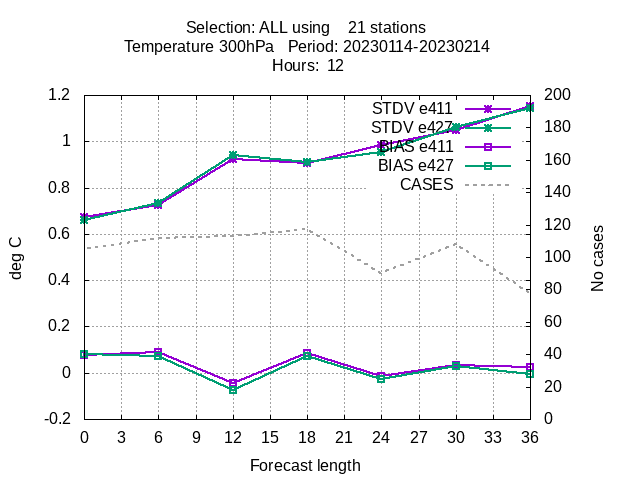 Selection: ALL using 21 stations
Temperature 300hPa Period: 20230114-20230214
Hours: 12
1.2
1
0.8
0.6
0.4
0.2
0
-0.2
deg C
STDV e411
STDV e427
BIAS e411
BIAS e427
CASES
200
180
160
140
120
100
80
60
40
20
0
No cases
0 3 6 9 12 15 18 21 24 27 30 33 36
Forecast length